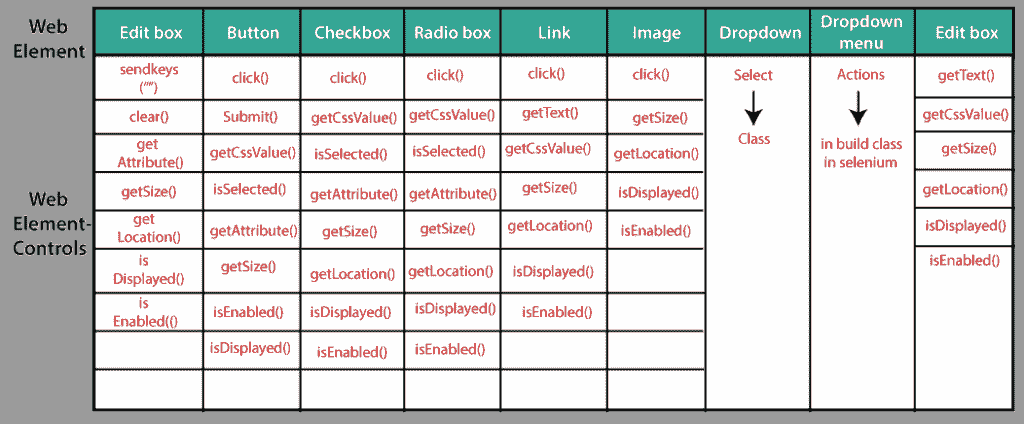 Web
Element
Edit box
Button
Checkbox
Radio box
Link
Image
Dropdown
Dropdown
menu
Edit box
Web
Element-
Controls
sendkeys
("")
click()
click()
click()
click()
click()
Select
Actions
getText()
clear()
Submit()
getCssValue()
getCssValue()
getText()
getSize()
Class
in build class
in selenium
getCssValue()
get
Attribute()
getCssValue()
isSelected()
isSelected()
getCssValue()
getLocation()
getSize()
getSize()
isSelected()
getAttribute()
getAttribute()
getSize()
isDisplayed()
getLocation()
get
Location()
getAttribute()
getSize()
getSize()
getLocation()
isEnabled()
isDisplayed()
is
Displayed()
getSize()
getLocation()
getLocation()
isDisplayed()
isEnabled()
is
Enabled(()
isEnabled()
isDisplayed()
isDisplayed()
isEnabled()
isDisplayed()
isEnabled()
isEnabled()